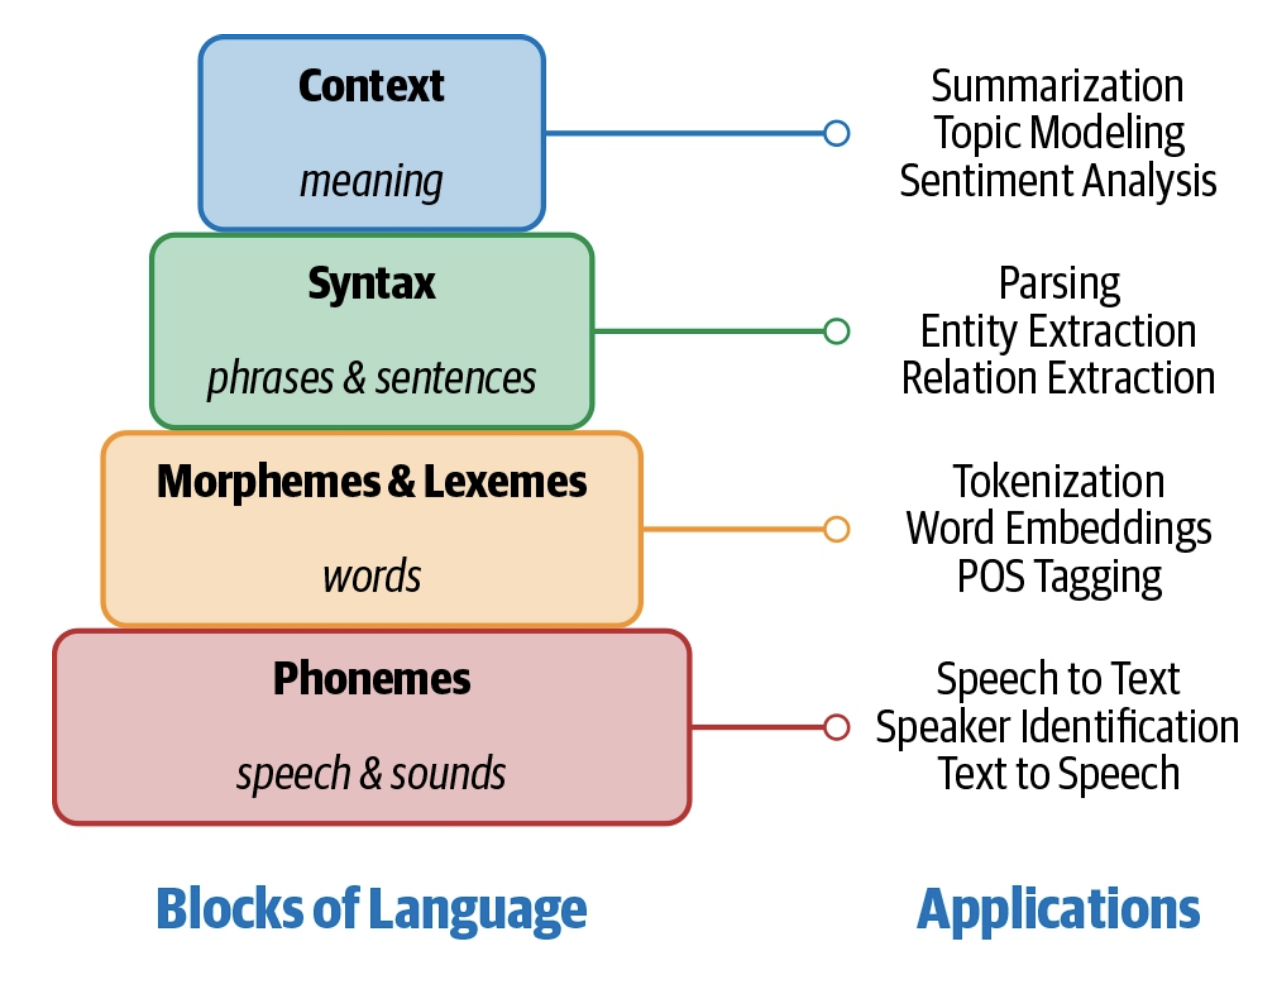 Context
meaning
Summarization
Topic Modeling
Sentiment Analysis
Syntax
phrases & sentences
Parsing
Entity Extraction
Relation Extraction
Morphemes & Lexemes
words
Tokenization
Word Embeddings
POS Tagging
Phonemes
speech & sounds
Speech to Text
Speaker Identification
Text to Speech
Blocks of Language
Applications